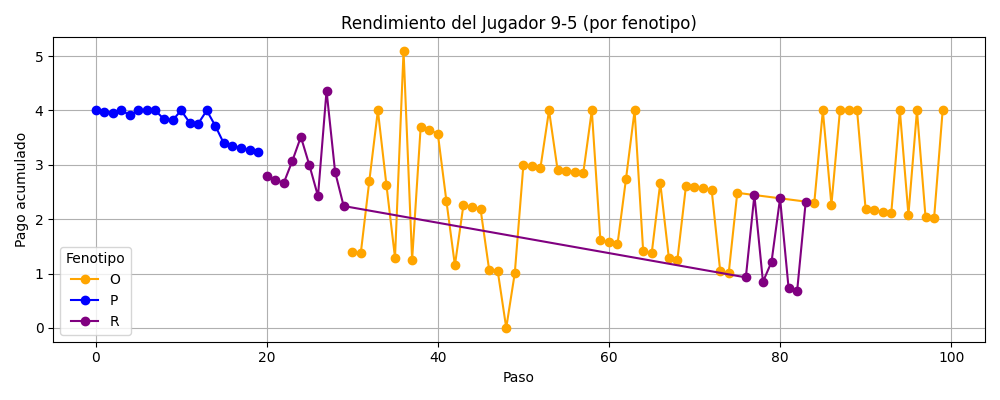 Rendimiento del Jugador 9-5 (por fenotipo)
Pago acumulado
5
4
3
2
1
0
Fenotipo
O
P
R
0 20 40 60 80 100
Paso